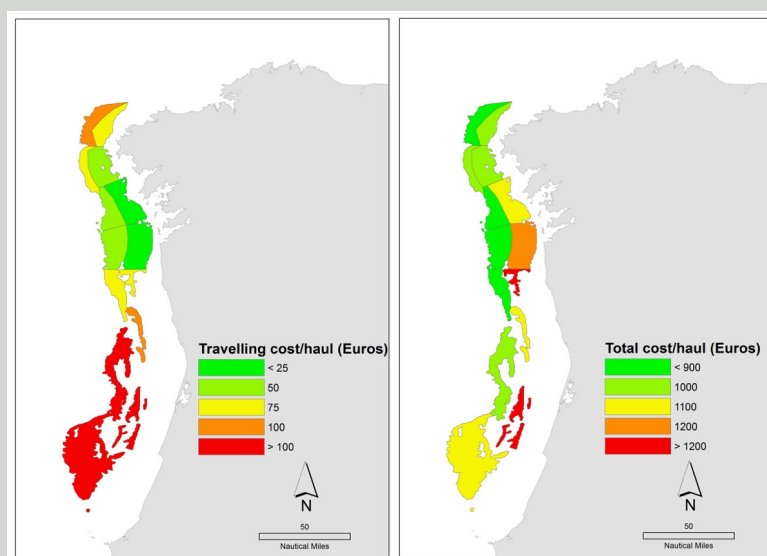 Travelling cost/haul (Euros)
< 25
50
75
100
> 100
N
50
Nautical Miles
Total cost/haul (Euros)
< 900
1000
1100
1200
> 1200
N
50
Nautical Miles